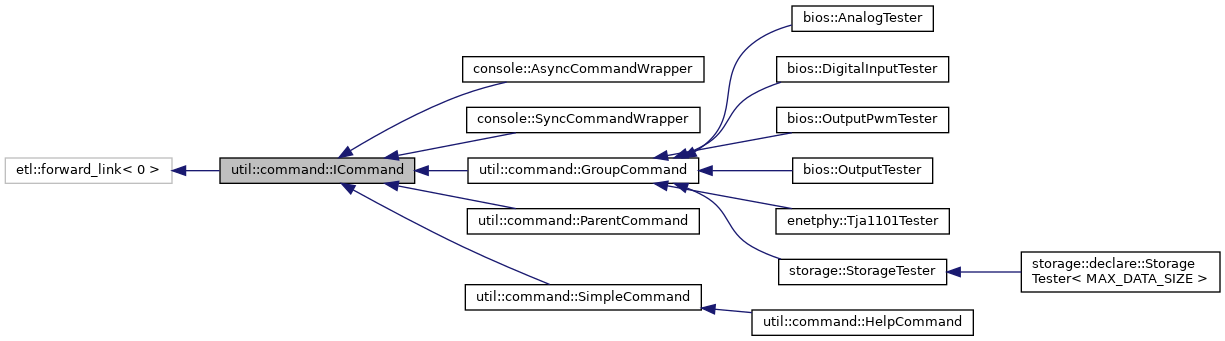 bios::AnalogTester
console::AsyncCommandWrapper
bios::DigitalInputTester
console::SyncCommandWrapper
bios::OutputPwmTester
etl::forward_link< 0 >
util::command::ICommand
util::command::GroupCommand
bios::OutputTester
util::command::ParentCommand
enetphy::Tja1101Tester
storage::StorageTester
storage::declare::Storage
Tester< MAX_DATA_SIZE >
util::command::SimpleCommand
util::command::HelpCommand